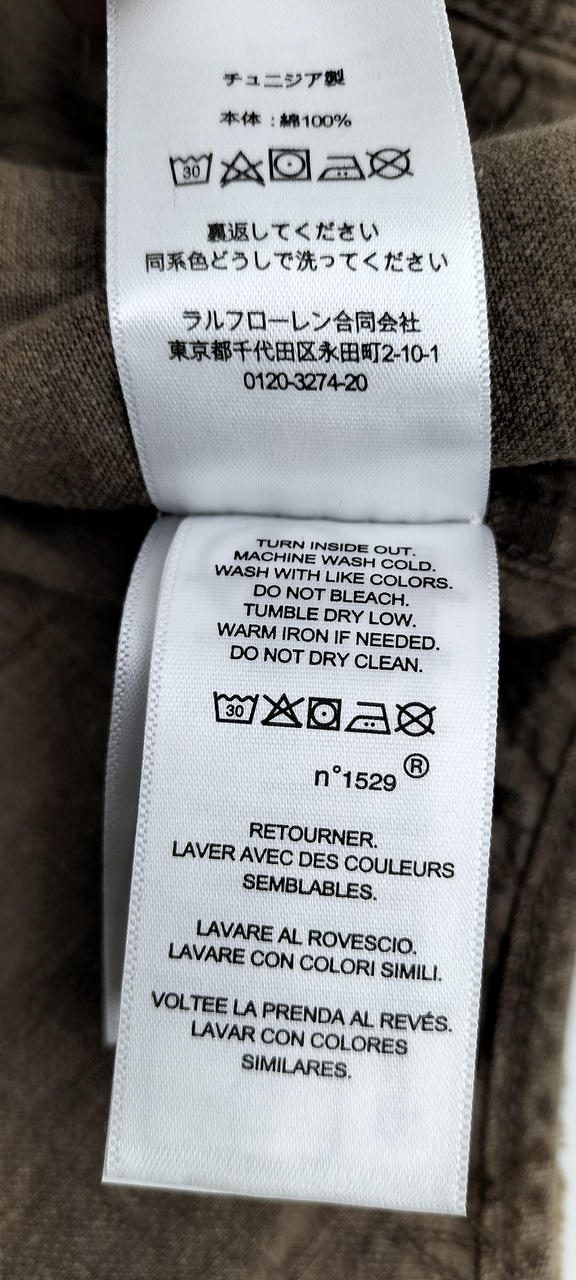 チュニジア製
本体：綿100%
30
裏返してください
同系色どうしで洗ってください
ラルフローレン合同会社
東京都千代田区永田町2-10-1
0120-3274-20
TURN INSIDE OUT.
MACHINE WASH COLD.
WASH WITH LIKE COLORS.
DO NOT BLEACH.
TUMBLE DRY LOW.
WARM IRON IF NEEDED.
DO NOT DRY CLEAN.
30
n°1529 ®
RETOURNER.
LAVER AVEC DES COULEURS
SEMBLABLES.
LAVARE AL ROVESCIO.
LAVARE CON COLORI SIMILI.
VOLTEE LA PRENDA AL REVÉS.
LAVAR CON COLORES
SIMILARES.